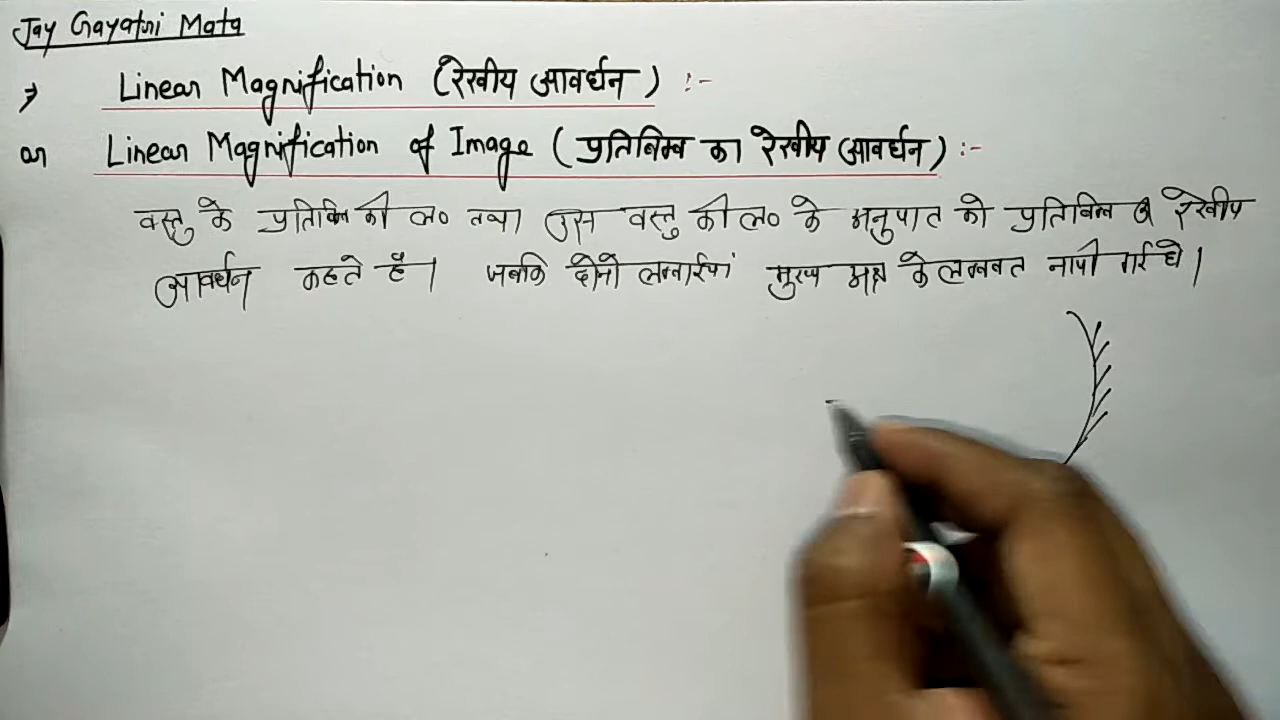 Jay Gayatri Mata
→ Linear Magnification (रेखीय आवर्धन) :-
or Linear Magnification of Image (प्रतिबिम्ब का रेखीय आवर्धन) :-
वस्तु के प्रतिबिम्ब की ल० तथा उस वस्तु की ल० के अनुपात को प्रतिबिम्ब का रेखीय
आवर्धन कहते हैं। जबकि दोनो लम्बाईयां मुख्य अक्ष के लम्बवत नापी गई थे।